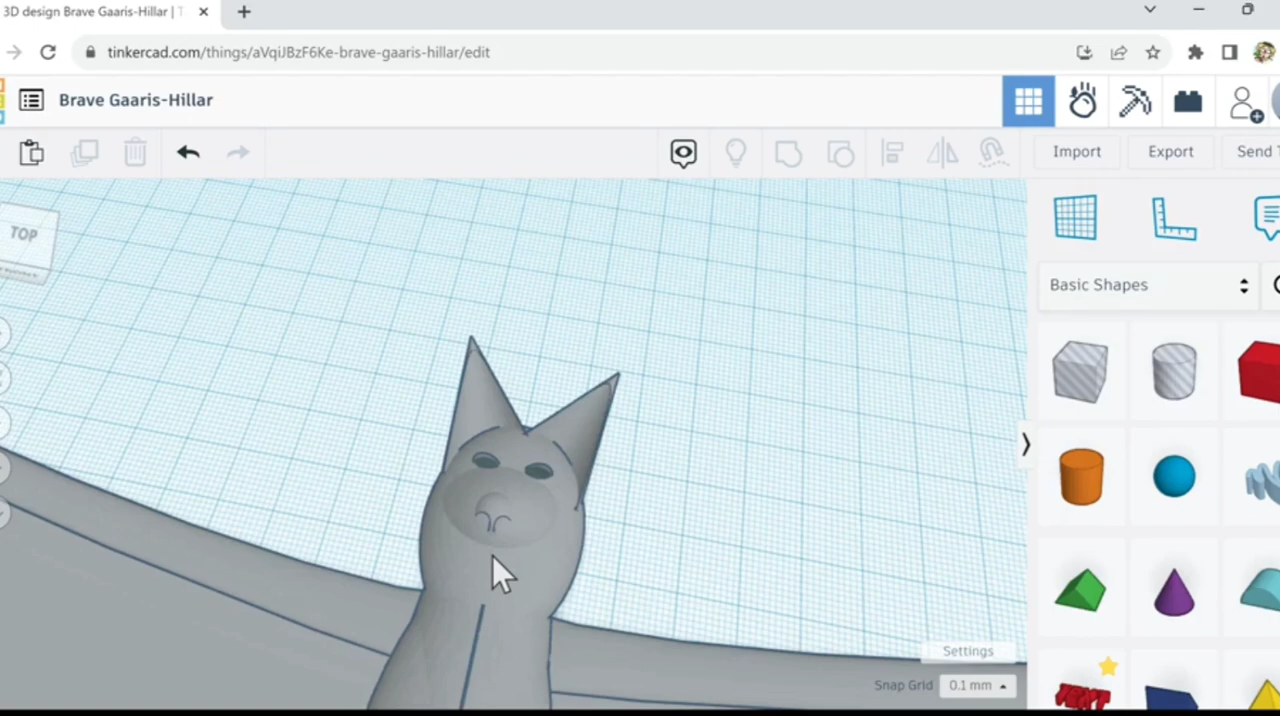 3D design Brave Gaaris-Hillar | T
tinkercad.com/things/aVqiJBzF6Ke-brave-gaaris-hillar/edit
Brave Gaaris-Hillar
Import
Export
Send T
TOP
Basic Shapes
TEXT
Settings
Snap Grid
0.1 mm